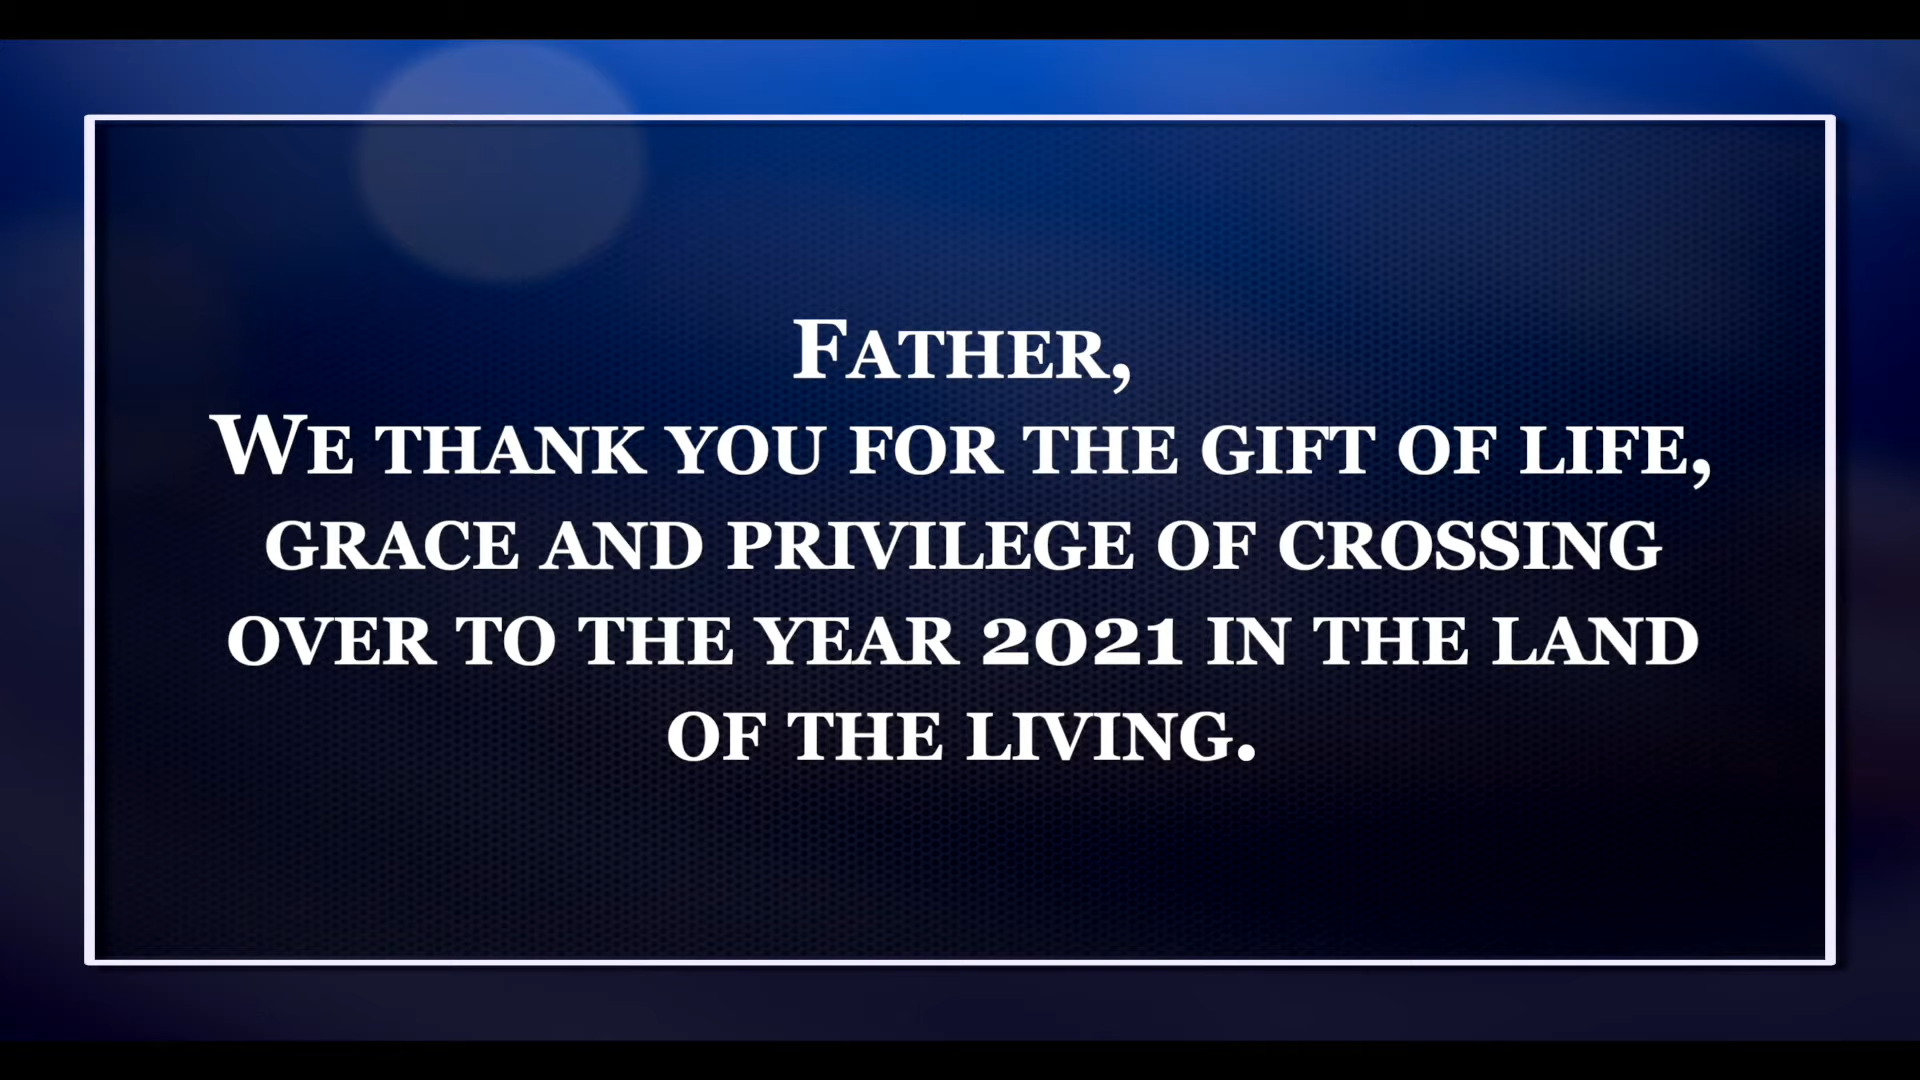 Father,
We thank you for the gift of life,
grace and privilege of crossing
over to the year 2021 in the land
of the living.